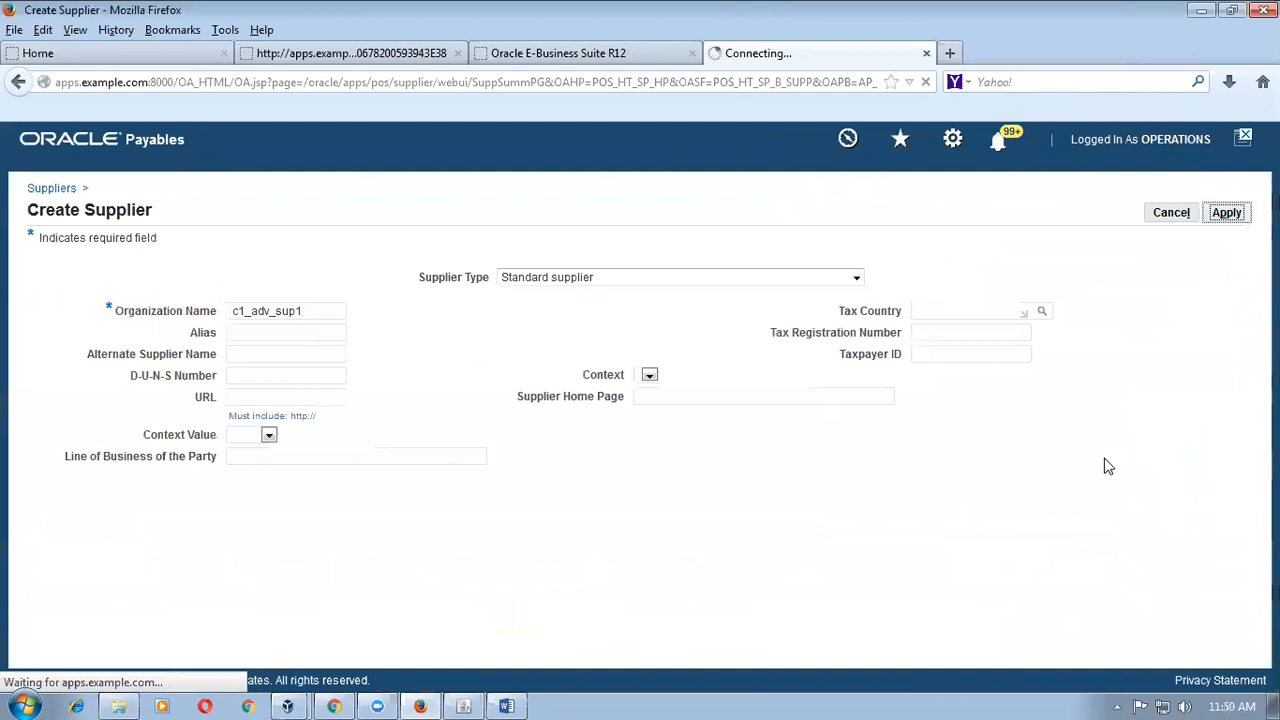 Create Supplier - Mozilla Firefox
File Edit View History Bookmarks Tools Help
Home
http://apps.examp...0678200593943E38
Oracle E-Business Suite R12
Connecting...
apps.example.com:8000/OA_HTML/OA.jsp?page=/oracle/apps/pos/supplier/webui/SuppSummPG&OAHP=POS_HT_SP_HP&OASF=POS_HT_SP_B_SUPP&OAPB=AP_
Yahoo!
ORACLE Payables
99+
Logged In As OPERATIONS
Suppliers >
Create Supplier
Cancel Apply
* Indicates required field
Supplier Type Standard supplier
* Organization Name c1_adv_sup1
Tax Country
Alias
Tax Registration Number
Alternate Supplier Name
Taxpayer ID
D-U-N-S Number
Context
URL
Supplier Home Page
Must include: http://
Context Value
Line of Business of the Party
Waiting for apps.example.com...
ates. All rights reserved.
Privacy Statement
11:50 AM